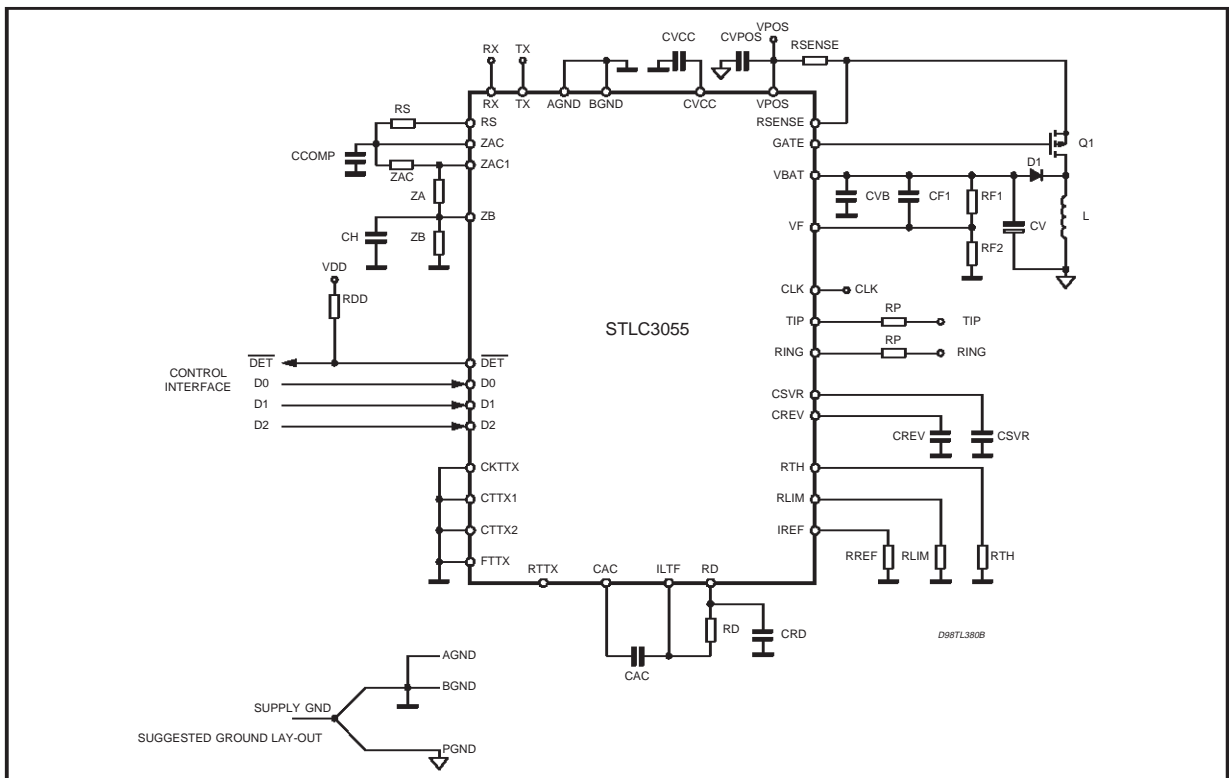 VPOS
RX TX CVCC CVPOS RSENSE
RX TX AGND BGND CVCC VPOS
RS RS RSENSE
ZAC GATE Q1
CCOMP
ZAC ZAC1 D1
ZA VBAT
CVB CF1 RF1
ZB CV L
CH ZB VF
RF2
VDD
RDD CLK CLK
STLC3055 TIP RP TIP
RING RP RING
DET DET
CONTROL INTERFACE
D0 D0
D1 D1
D2 D2
CSVR
CREV
CREV CSVR
CKTTX RTH
CTTX1 RLIM
CTTX2 IREF
RREF RLIM RTH
FTTX
RTTX CAC ILTF RD
RD CRD
CAC
D98TL380B
AGND
BGND
SUPPLY GND
SUGGESTED GROUND LAY-OUT
PGND